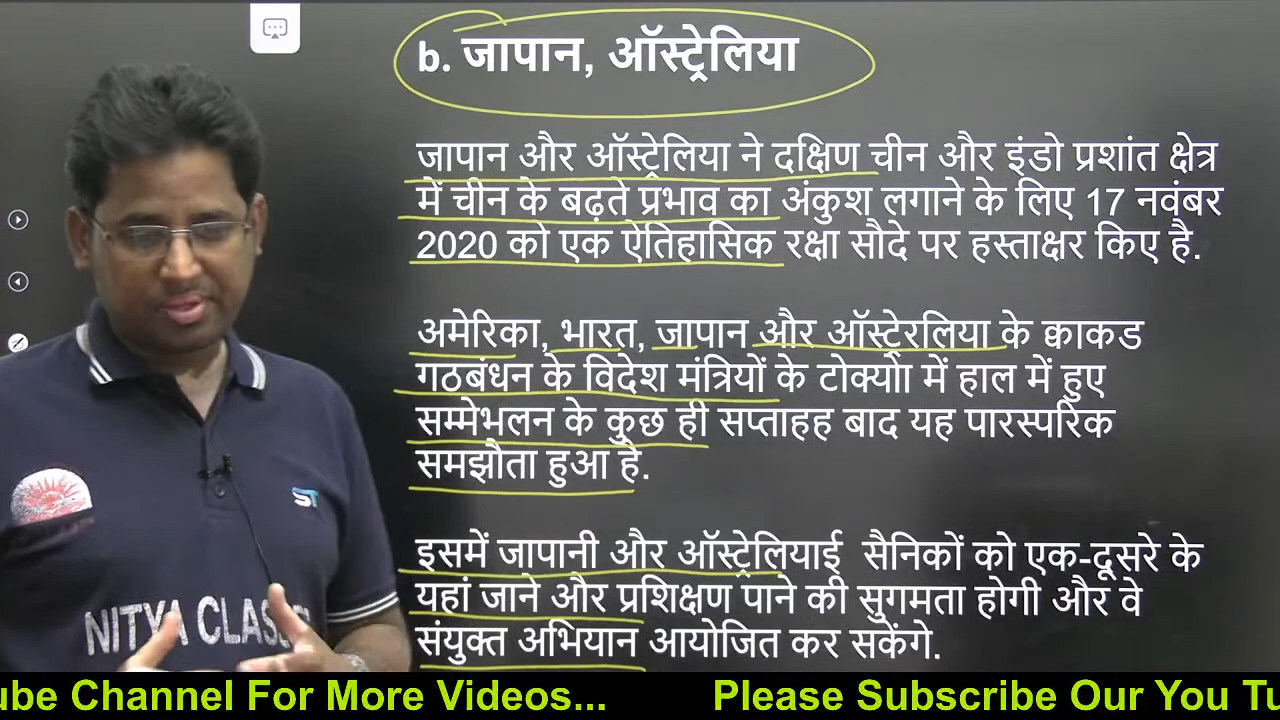 b. जापान, ऑस्ट्रेलिया
जापान और ऑस्ट्रेलिया ने दक्षिण चीन और इंडो प्रशांत क्षेत्र
में चीन के बढ़ते प्रभाव का अंकुश लगाने के लिए 17 नवंबर
2020 को एक ऐतिहासिक रक्षा सौदे पर हस्ताक्षर किए है.
अमेरिका, भारत, जापान और ऑस्टे्रलिया के क्वाकड
गठबंधन के विदेश मंत्रियों के टोक्योा में हाल में हुए
सम्मेभलन के कुछ ही सप्ताहह बाद यह पारस्परिक
समझौता हुआ है.
इसमें जापानी और ऑस्ट्रेलियाई सैनिकों को एक-दूसरे के
यहां जाने और प्रशिक्षण पाने की सुगमता होगी और वे
संयुक्त अभियान आयोजित कर सकेंगे.
ST
NITYA CLASSES
ube Channel For More Videos... Please Subscribe Our You Tu